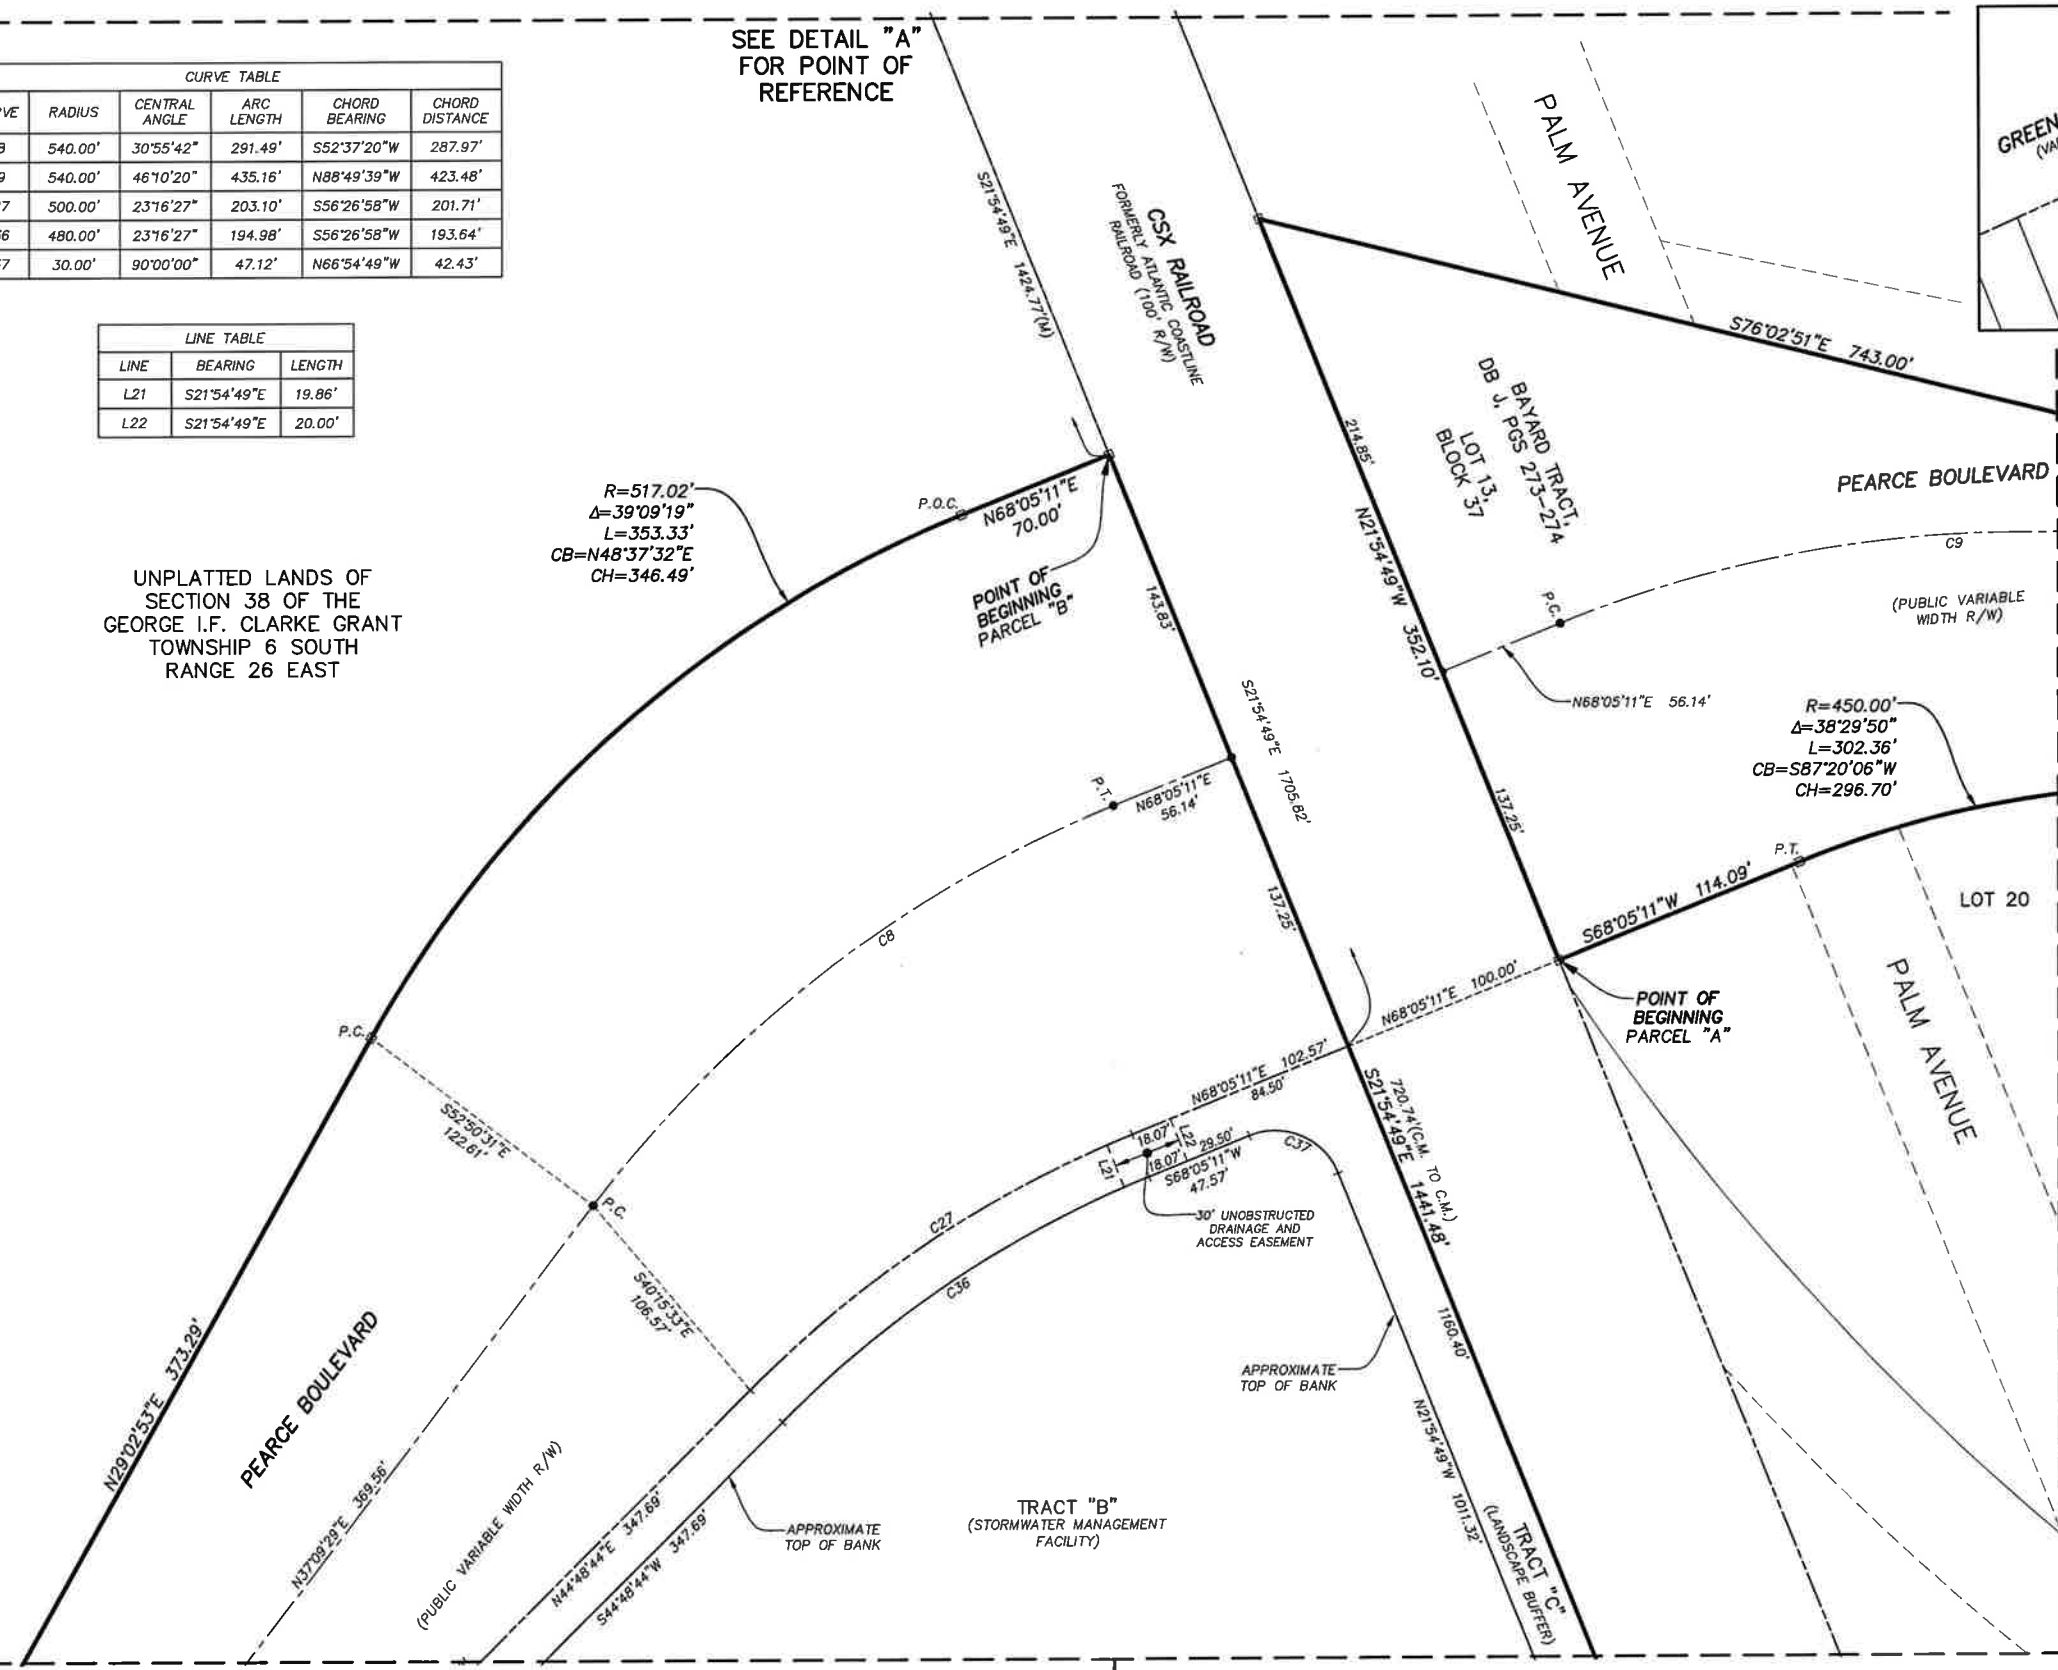 SEE DETAIL "A"
FOR POINT OF
REFERENCE
CURVE TABLE
RADIUS CENTRAL ANGLE ARC LENGTH CHORD BEARING CHORD DISTANCE
540.00' 30°55'42" 291.49' S52°37'20"W 287.97'
9 540.00' 46°10'20" 435.16' N88°49'39"W 423.48'
7 500.00' 23°16'27" 203.10' S56°26'58"W 201.71'
6 480.00' 23°16'27" 194.98' S56°26'58"W 193.64'
7 30.00' 90°00'00" 47.12' N66°54'49"W 42.43'
LINE TABLE
LINE BEARING LENGTH
L21 S21°54'49"E 19.86'
L22 S21°54'49"E 20.00'
UNPLATTED LANDS OF
SECTION 38 OF THE
GEORGE I.F. CLARKE GRANT
TOWNSHIP 6 SOUTH
RANGE 26 EAST
R=517.02'
Δ=39°09'19"
L=353.33'
CB=N48°37'32"E
CH=346.49'
P.O.C.
N68°05'11"E
70.00'
POINT OF
BEGINNING
PARCEL "B"
S21°54'49"E 1424.77'(M)
CSX RAILROAD
FORMERLY ATLANTIC COASTLINE
RAILROAD (100' R/W)
PALM AVENUE
S76°02'51"E 743.00'
BAYARD TRACT,
DB J, PGS 273-274
LOT 13,
BLOCK 37
214.85'
N21°54'49"W 352.10'
137.25'
PEARCE BOULEVARD
C9
(PUBLIC VARIABLE
WIDTH R/W)
P.C.
N68°05'11"E 56.14'
R=450.00'
Δ=38°29'50"
L=302.36'
CB=S87°20'06"W
CH=296.70'
P.T.
S68°05'11"W 114.09'
LOT 20
PALM AVENUE
POINT OF
BEGINNING
PARCEL "A"
N68°05'11"E 100.00'
143.83'
S21°54'49"E 1705.82'
P.T.
N68°05'11"E
56.14'
137.25'
C8
P.C.
S52°50'31"E
122.61'
P.C.
S40°15'33"E
106.57'
N68°05'11"E 102.57'
84.50'
18.07'
L22
L21
18.07'
29.50'
S68°05'11"W
47.57'
C37
30' UNOBSTRUCTED
DRAINAGE AND
ACCESS EASEMENT
C27
C36
720.74'(C.M. TO C.M.)
S21°54'49"E 1441.48'
1160.40'
APPROXIMATE
TOP OF BANK
N21°54'49"W 1011.32'
TRACT "C"
(LANDSCAPE BUFFER)
TRACT "B"
(STORMWATER MANAGEMENT
FACILITY)
APPROXIMATE
TOP OF BANK
N29°02'53"E 373.29'
PEARCE BOULEVARD
N37°09'29"E 369.56'
(PUBLIC VARIABLE WIDTH R/W)
N44°48'44"E 347.69'
S44°48'44"W 347.69'
GREEN